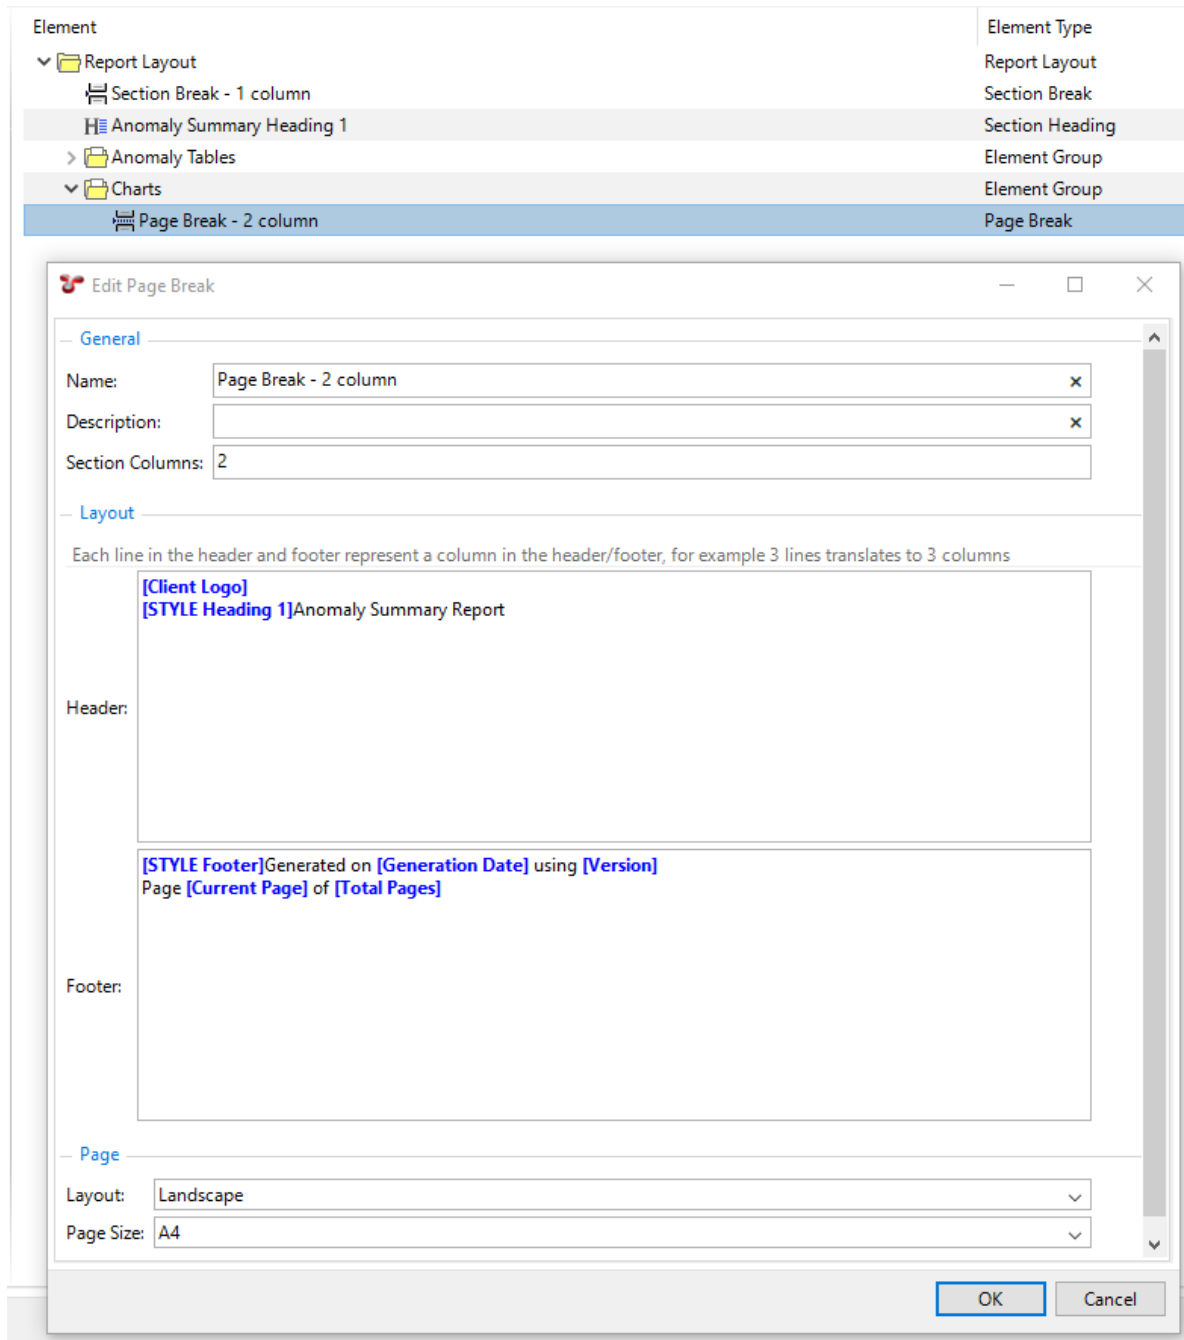 Element Element Type
Report Layout Report Layout
Section Break - 1 column Section Break
Anomaly Summary Heading 1 Section Heading
Anomaly Tables Element Group
Charts Element Group
Page Break - 2 column Page Break
Edit Page Break
General
Name: Page Break - 2 column
Description:
Section Columns: 2
Layout
Each line in the header and footer represent a column in the header/footer, for example 3 lines translates to 3 columns
[Client Logo]
[STYLE Heading 1]Anomaly Summary Report
Header:
[STYLE Footer]Generated on [Generation Date] using [Version]
Page [Current Page] of [Total Pages]
Footer:
Page
Layout: Landscape
Page Size: A4
OK Cancel